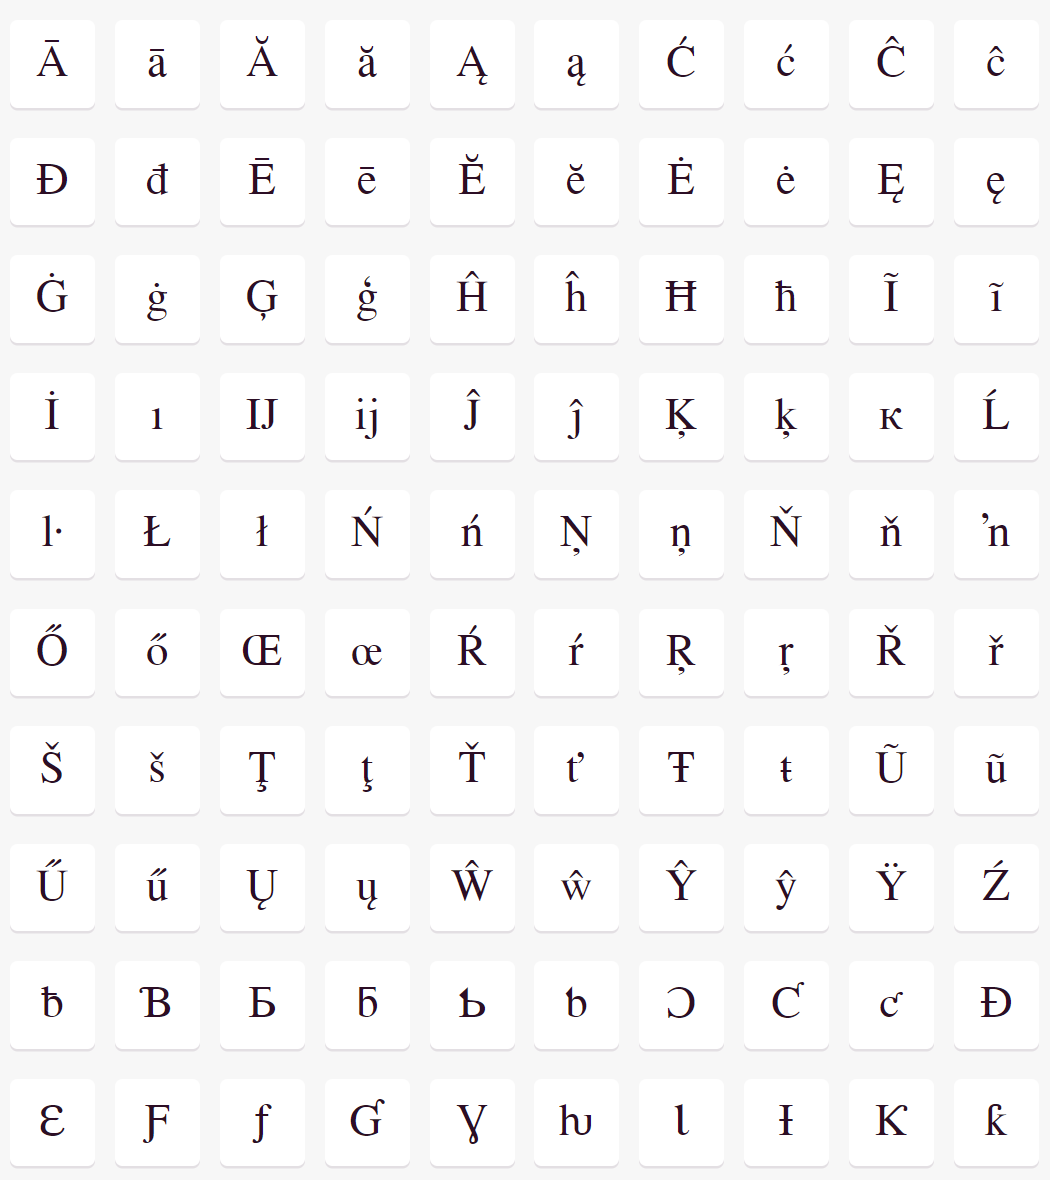 Ā ā Ă ă Ą ą Ć ć Ĉ ĉ
Đ đ Ē ē Ĕ ĕ Ė ė Ę ę
Ġ ġ Ģ ģ Ĥ ĥ Ħ ħ Ĩ ĩ
İ ı IJ ij Ĵ ĵ Ķ ķ ĸ Ĺ
ŀ Ł ł Ń ń Ņ ņ Ň ň ʼn
Ő ő Œ œ Ŕ ŕ Ŗ ŗ Ř ř
Š š Ţ ţ Ť ť Ŧ ŧ Ũ ũ
Ű ű Ų ų Ŵ ŵ Ŷ ŷ Ÿ Ź
ƀ Ɓ Ƃ ƃ Ƅ ƅ Ɔ Ƈ ƈ Ɖ
Ɛ Ƒ ƒ Ɠ Ɣ ƕ Ɩ Ɨ Ƙ ƙ